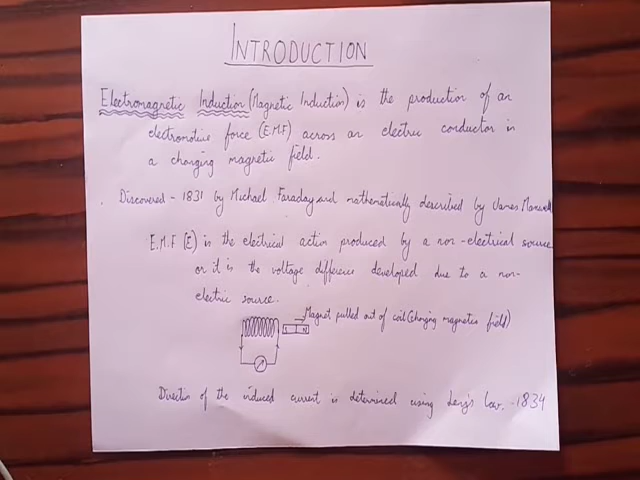 INTRODUCTION
Electromagnetic Induction (Magnetic Induction) is the production of an
electromotive force (E.M.F) across an electric conductor in
a changing magnetic field.
Discovered - 1831 by Michael Faraday and mathematically described by James Maxwell
E.M.F (E) is the electrical action produced by a non-electrical source
or it is the voltage difference developed due to a non-
electric source.
Magnet pulled out of coil (changing magnetic field)
Direction of the induced current is determined using Lenz's Law. - 1834